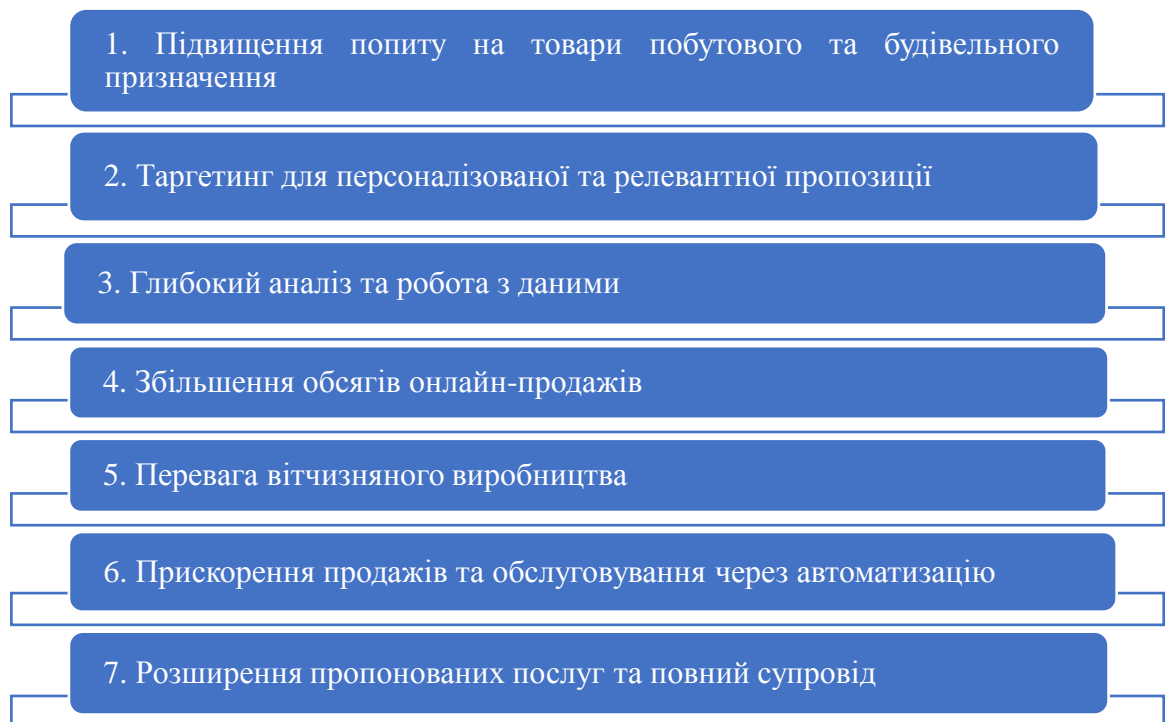 1. Підвищення попиту на товари побутового та будівельного
призначення
2. Таргетинг для персоналізованої та релевантної пропозиції
3. Глибокий аналіз та робота з даними
4. Збільшення обсягів онлайн-продажів
5. Перевага вітчизняного виробництва
6. Прискорення продажів та обслуговування через автоматизацію
7. Розширення пропонованих послуг та повний супровід